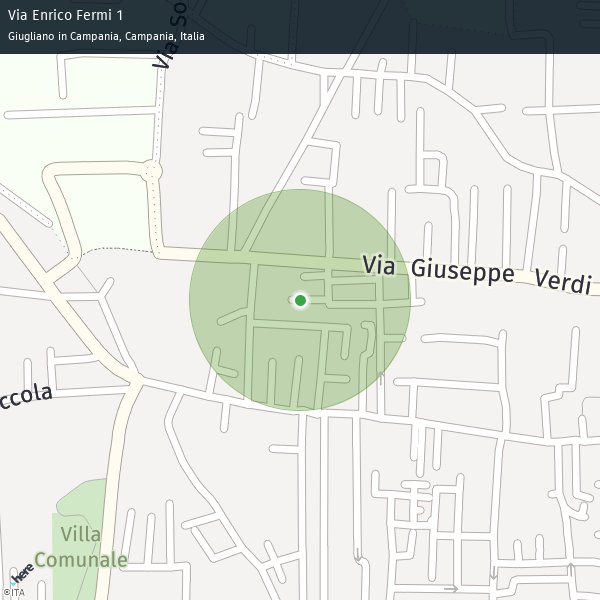 Via Enrico Fermi 1
Giugliano in Campania, Campania, Italia
Via So
Via Giuseppe Verdi
ccola
Villa
Comunale
here
©ITA